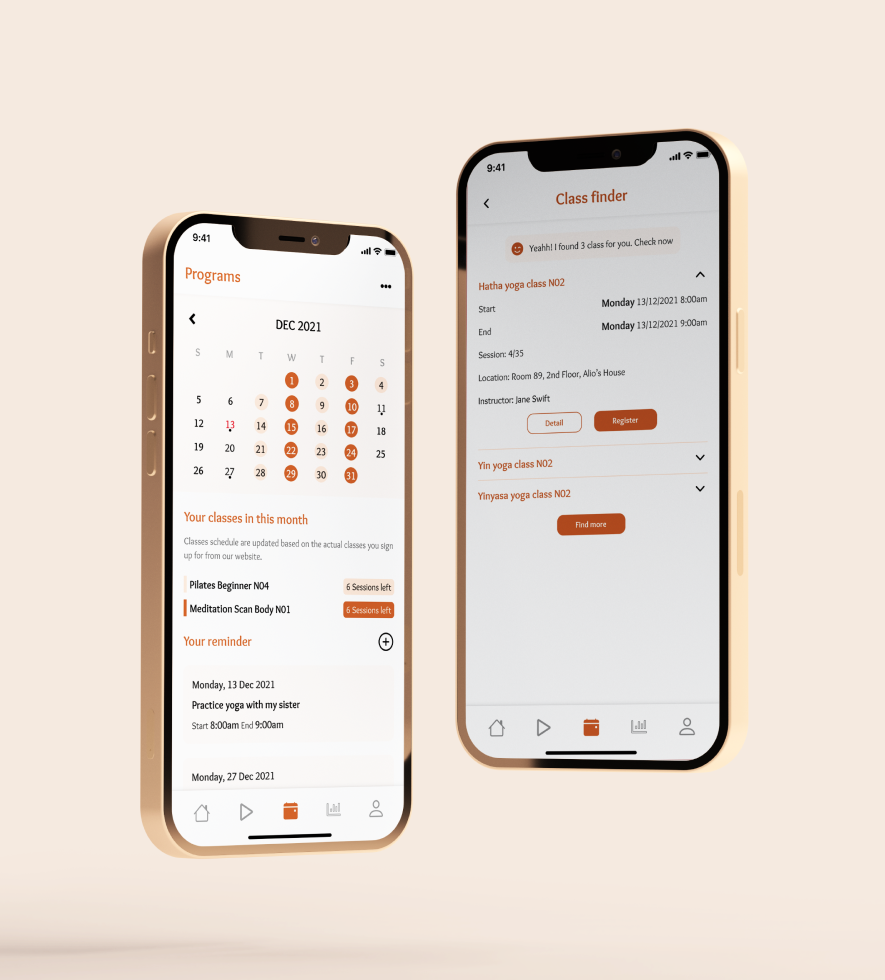 9:41
Programs
DEC 2021
S M T W T F S
1 2 3 4
5 6 7 8 9 10 11
12 13 14 15 16 17 18
19 20 21 22 23 24 25
26 27 28 29 30 31
Your classes in this month
Classes schedule are updated based on the actual classes you sign
up for from our website.
Pilates Beginner N04 6 Sessions left
Meditation Scan Body N01 6 Sessions left
Your reminder
Monday, 13 Dec 2021
Practice yoga with my sister
Start 8:00am End 9:00am
Monday, 27 Dec 2021
9:41
Class finder
Yeahh! I found 3 class for you. Check now
Hatha yoga class N02
Start Monday 13/12/2021 8:00am
End Monday 13/12/2021 9:00am
Session: 4/35
Location: Room 89, 2nd Floor, Alio's House
Instructor: Jane Swift
Detail Register
Yin yoga class N02
Yinyasa yoga class N02
Find more